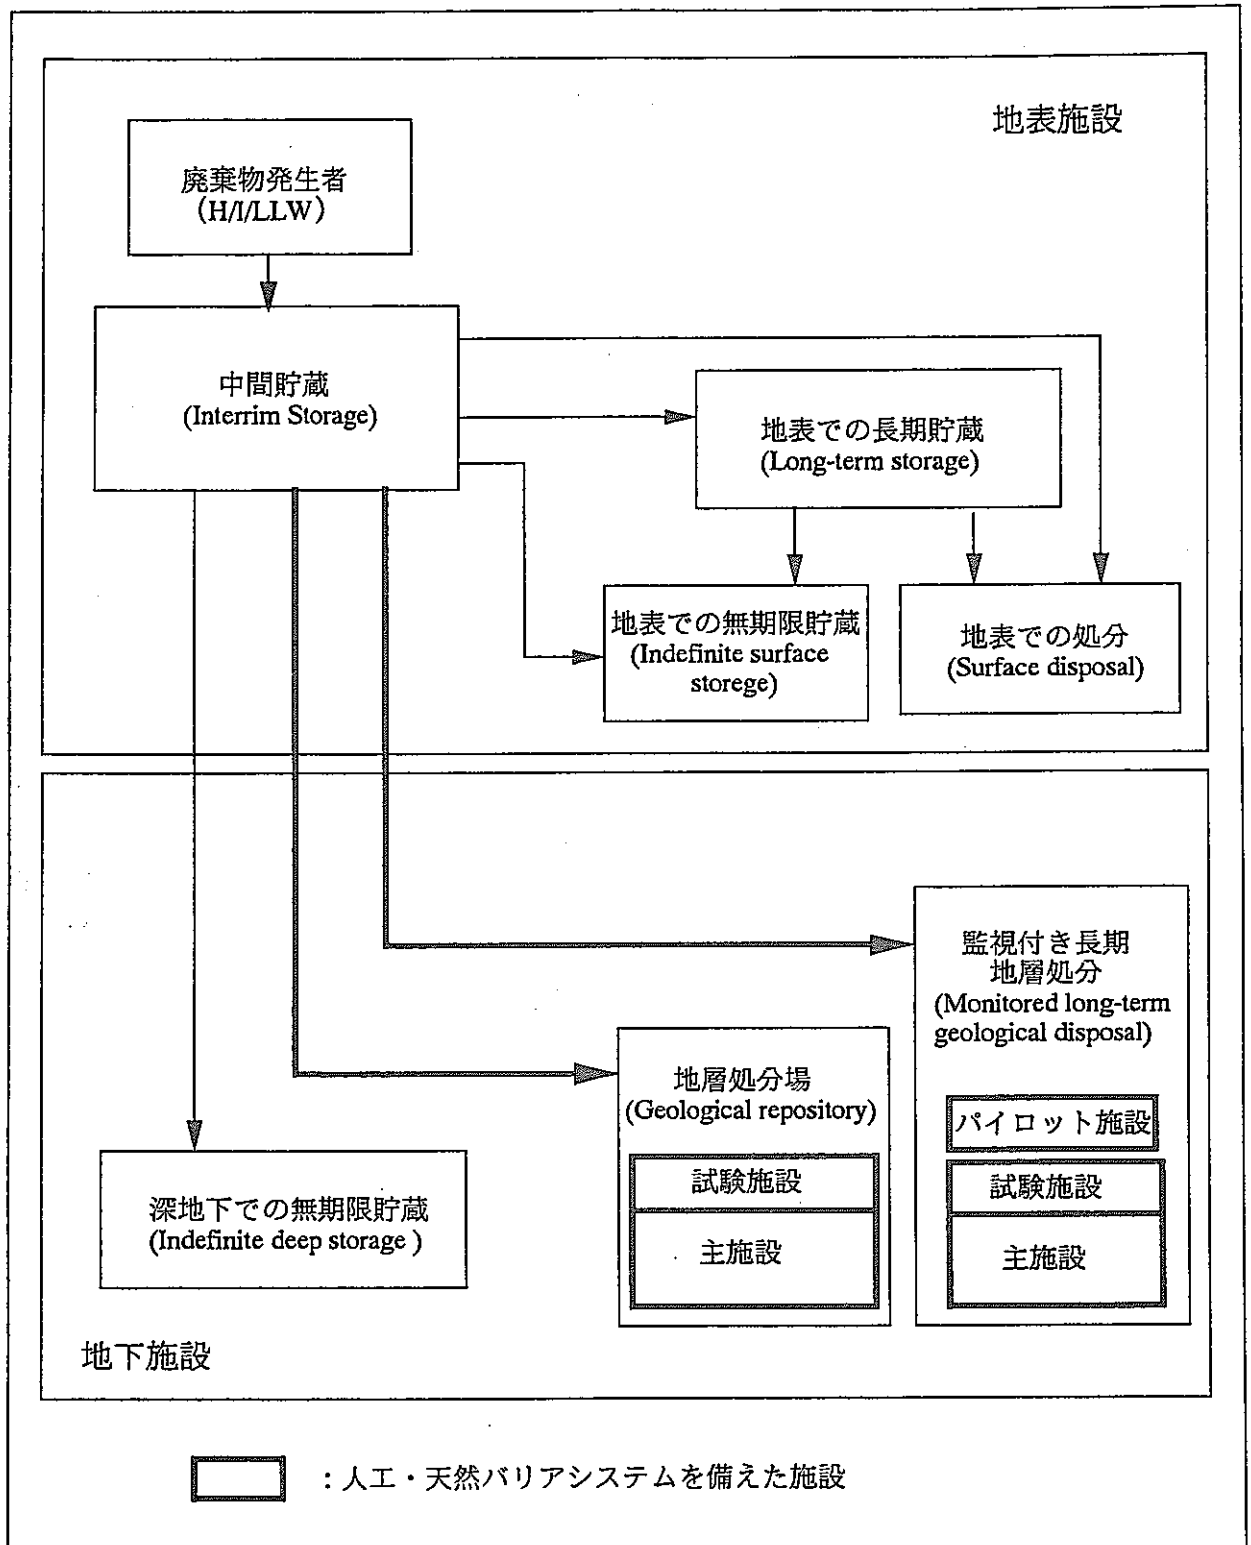 地表施設
廃棄物発生者
(H/I/LLW)
中間貯蔵
(Interrim Storage)
地表での長期貯蔵
(Long-term storage)
地表での無期限貯蔵
(Indefinite surface
storege)
地表での処分
(Surface disposal)
監視付き長期
地層処分
(Monitored long-term
geological disposal)
パイロット施設
試験施設
主施設
地層処分場
(Geological repository)
試験施設
主施設
深地下での無期限貯蔵
(Indefinite deep storage )
地下施設
:人工・天然バリアシステムを備えた施設